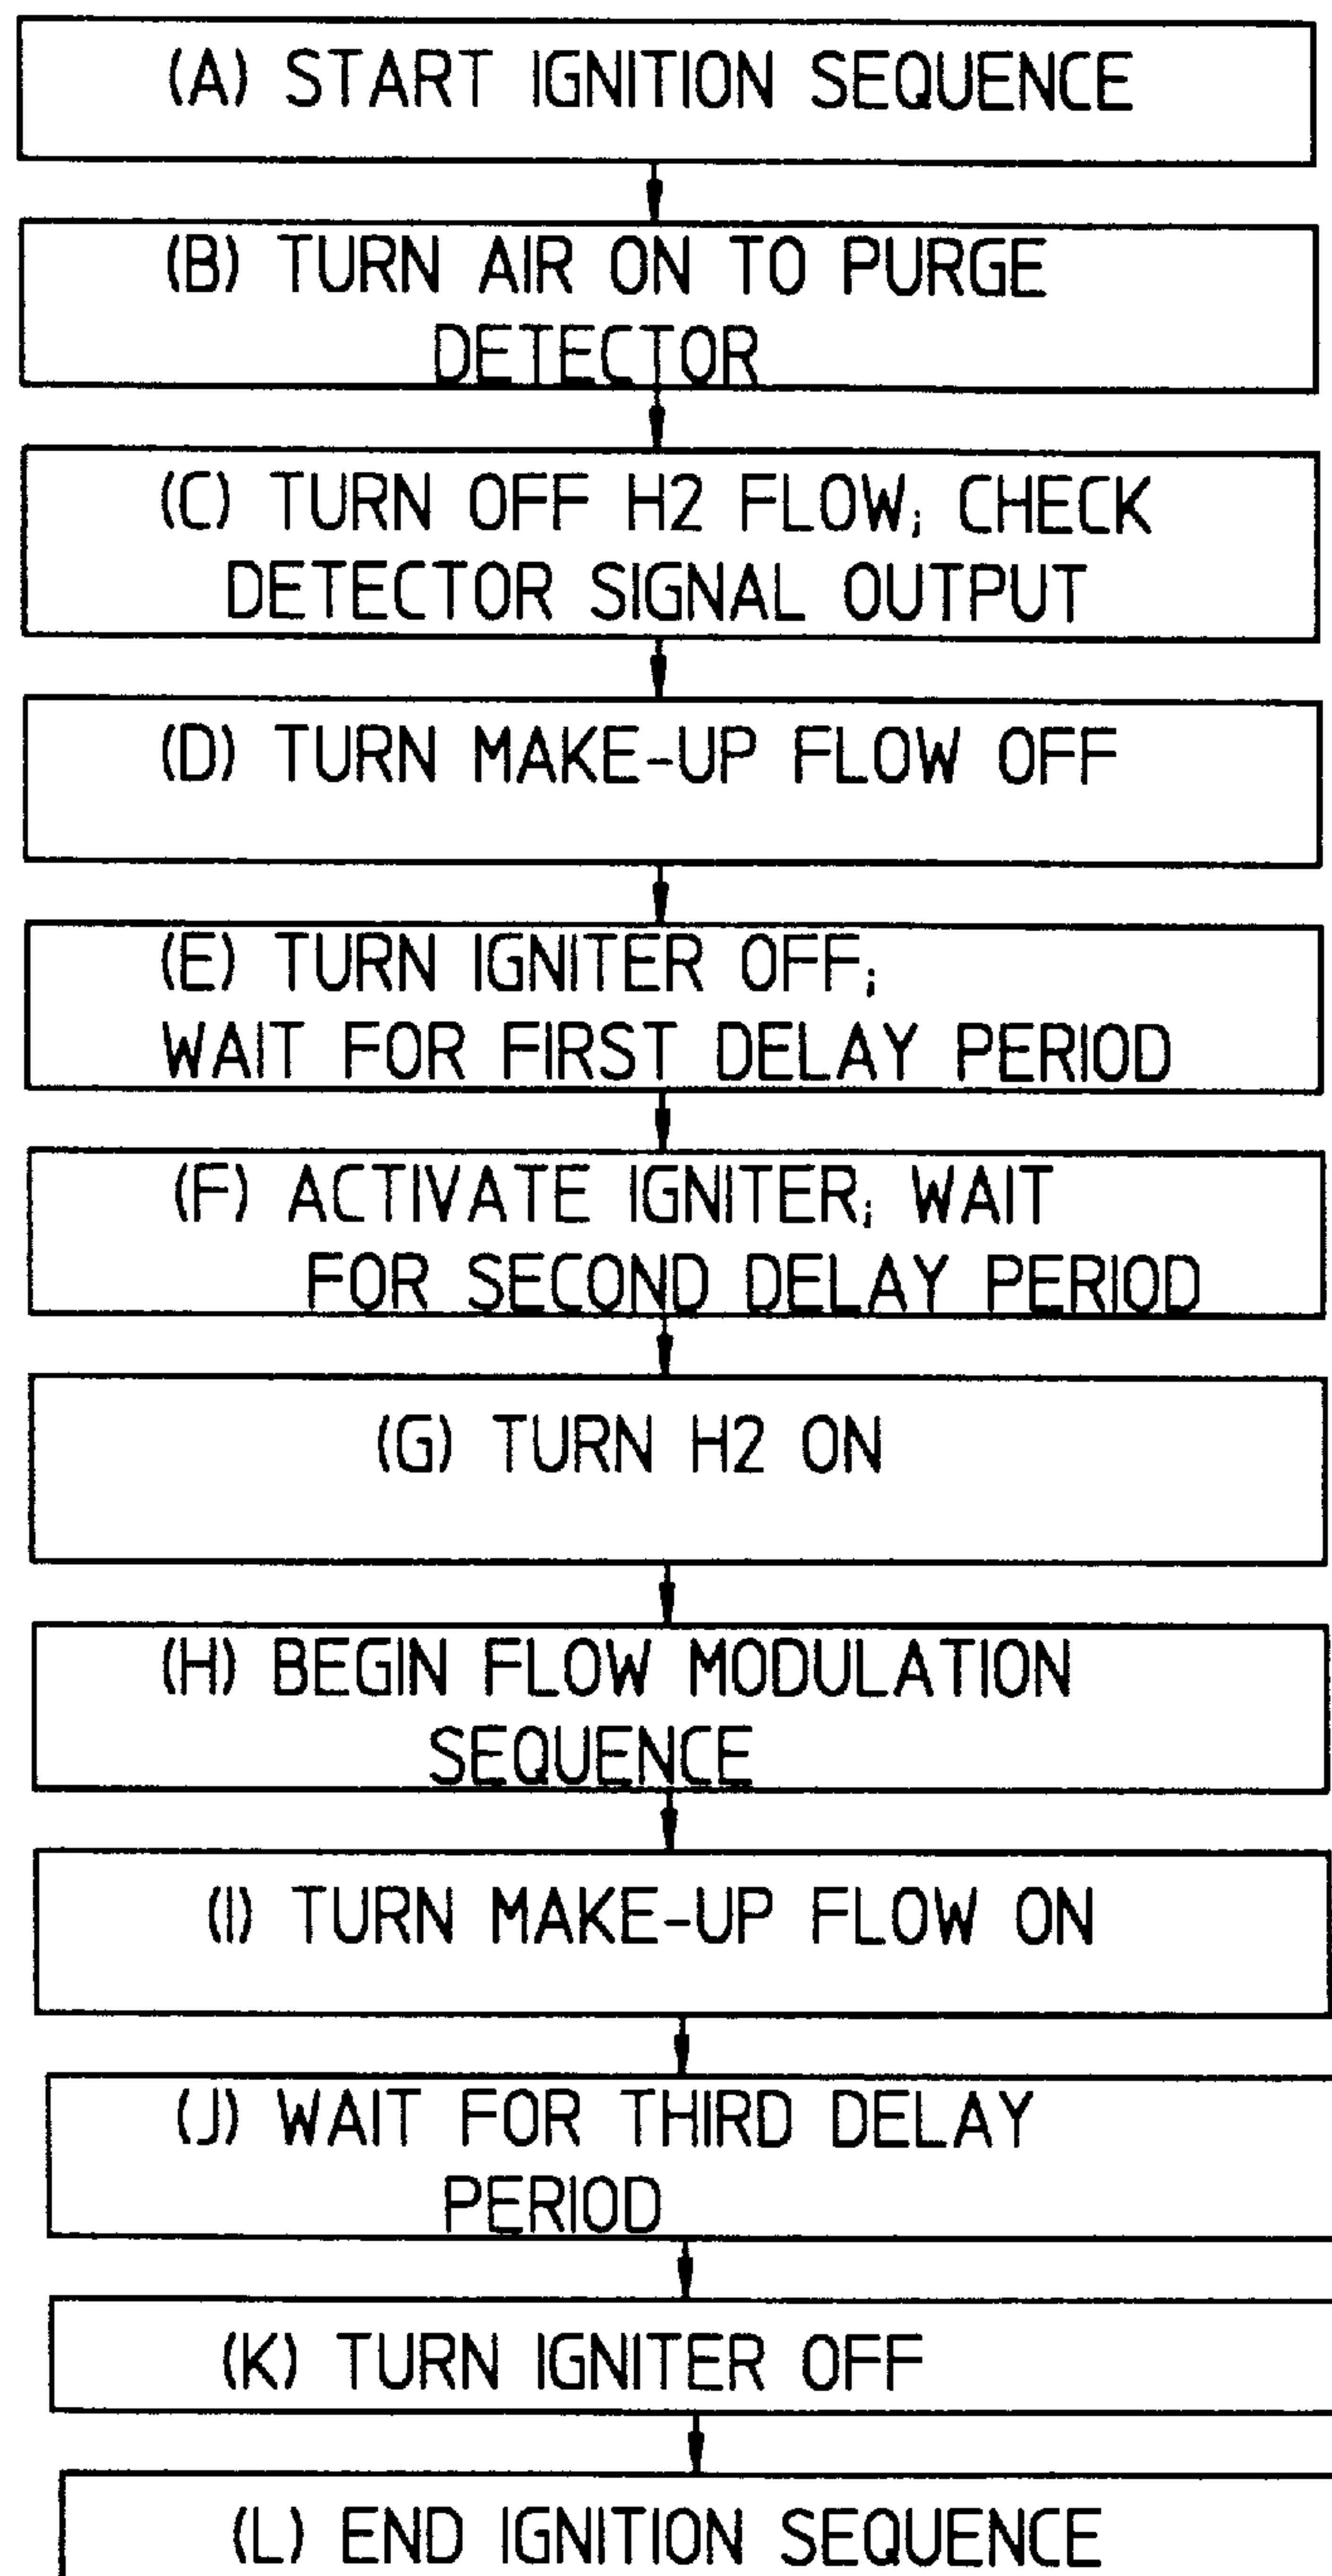 (A) START IGNITION SEQUENCE
(B) TURN AIR ON TO PURGE
DETECTOR
(C) TURN OFF H2 FLOW; CHECK
DETECTOR SIGNAL OUTPUT
(D) TURN MAKE-UP FLOW OFF
(E) TURN IGNITER OFF;
WAIT FOR FIRST DELAY PERIOD
(F) ACTIVATE IGNITER; WAIT
FOR SECOND DELAY PERIOD
(G) TURN H2 ON
(H) BEGIN FLOW MODULATION
SEQUENCE
(I) TURN MAKE-UP FLOW ON
(J) WAIT FOR THIRD DELAY
PERIOD
(K) TURN IGNITER OFF
(L) END IGNITION SEQUENCE